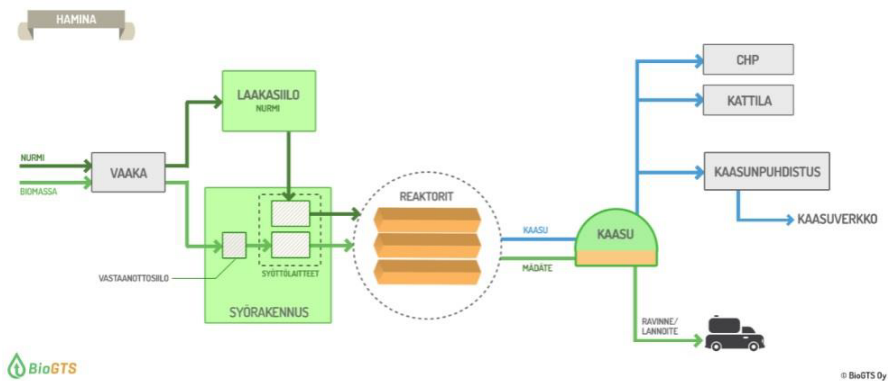 HAMINA
LAAKASIILO
NURMI
NURMI
BIOMASSA
VAAKA
VASTAANOTTOSIILO
SYÖTTÖLAITTEET
SYÖRAKENNUS
REAKTORIT
KAASU
MÄDÄTE
KAASU
CHP
KATTILA
KAASUNPUHDISTUS
KAASUVERKKO
RAVINNE/
LANNOITE
BioGTS
© BioGTS Oy